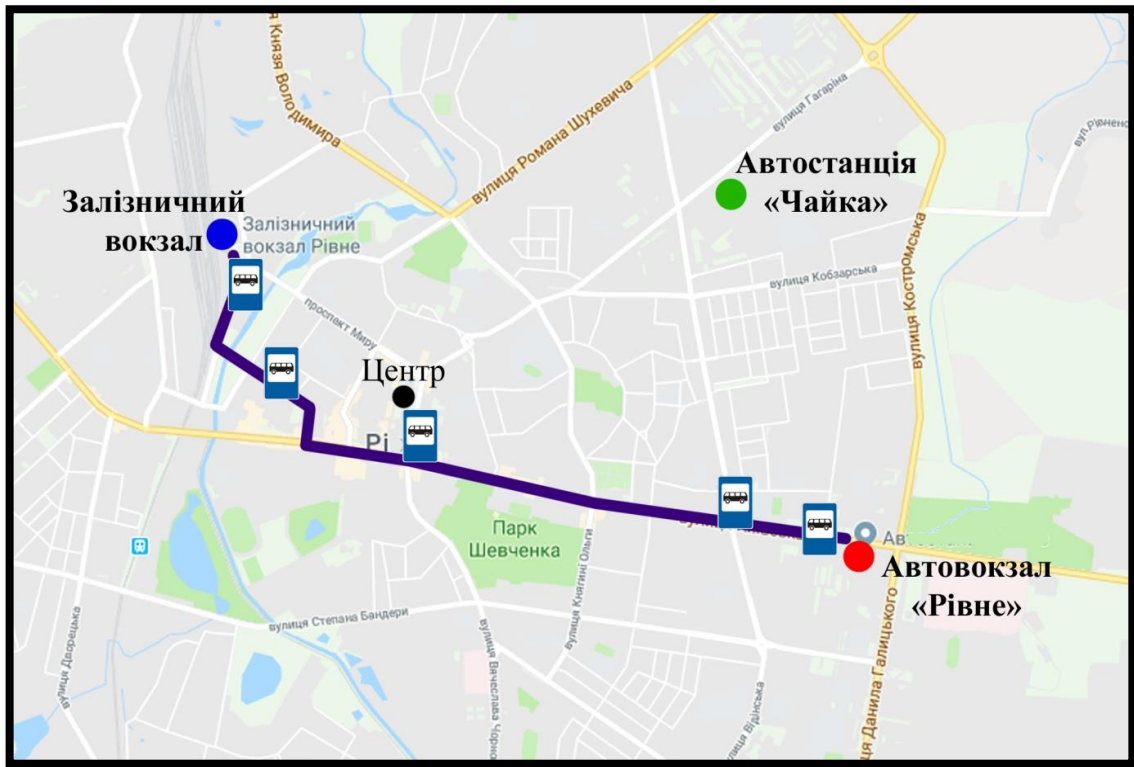 вулиця Князя Володимира
вулиця Романа Шухевича
вулиця Гагаріна
Автостанція
«Чайка»
Залізничний
вокзал
Залізничний
вокзал Рівне
вулиця Кобзарська
вулиця Костромська
проспект Миру
Центр
Рі
Парк
Шевченка
вулиця Княгині Ольги
Автовокзал
«Рівне»
вулиця Степана Бандери
вулиця Дворецька
вулиця Вячеслава
вулиця Відінська
ця Данила Галицького